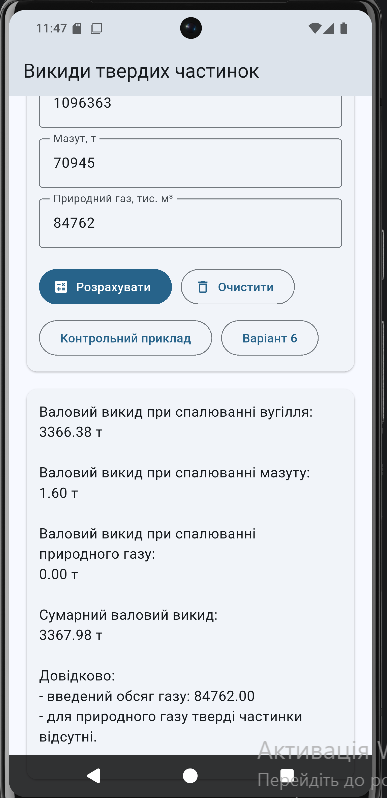 11:47
Викиди твердих частинок
1096363
Мазут, т
70945
Природний газ, тис. м³
84762
Розрахувати
Очистити
Контрольний приклад
Варіант 6
Валовий викид при спалюванні вугілля:
3366.38 т
Валовий викид при спалюванні мазуту:
1.60 т
Валовий викид при спалюванні
природного газу:
0.00 т
Сумарний валовий викид:
3367.98 т
Довідково:
- введений обсяг газу: 84762.00
- для природного газу тверді частинки
відсутні.
Активація W
Перейдіть до ро